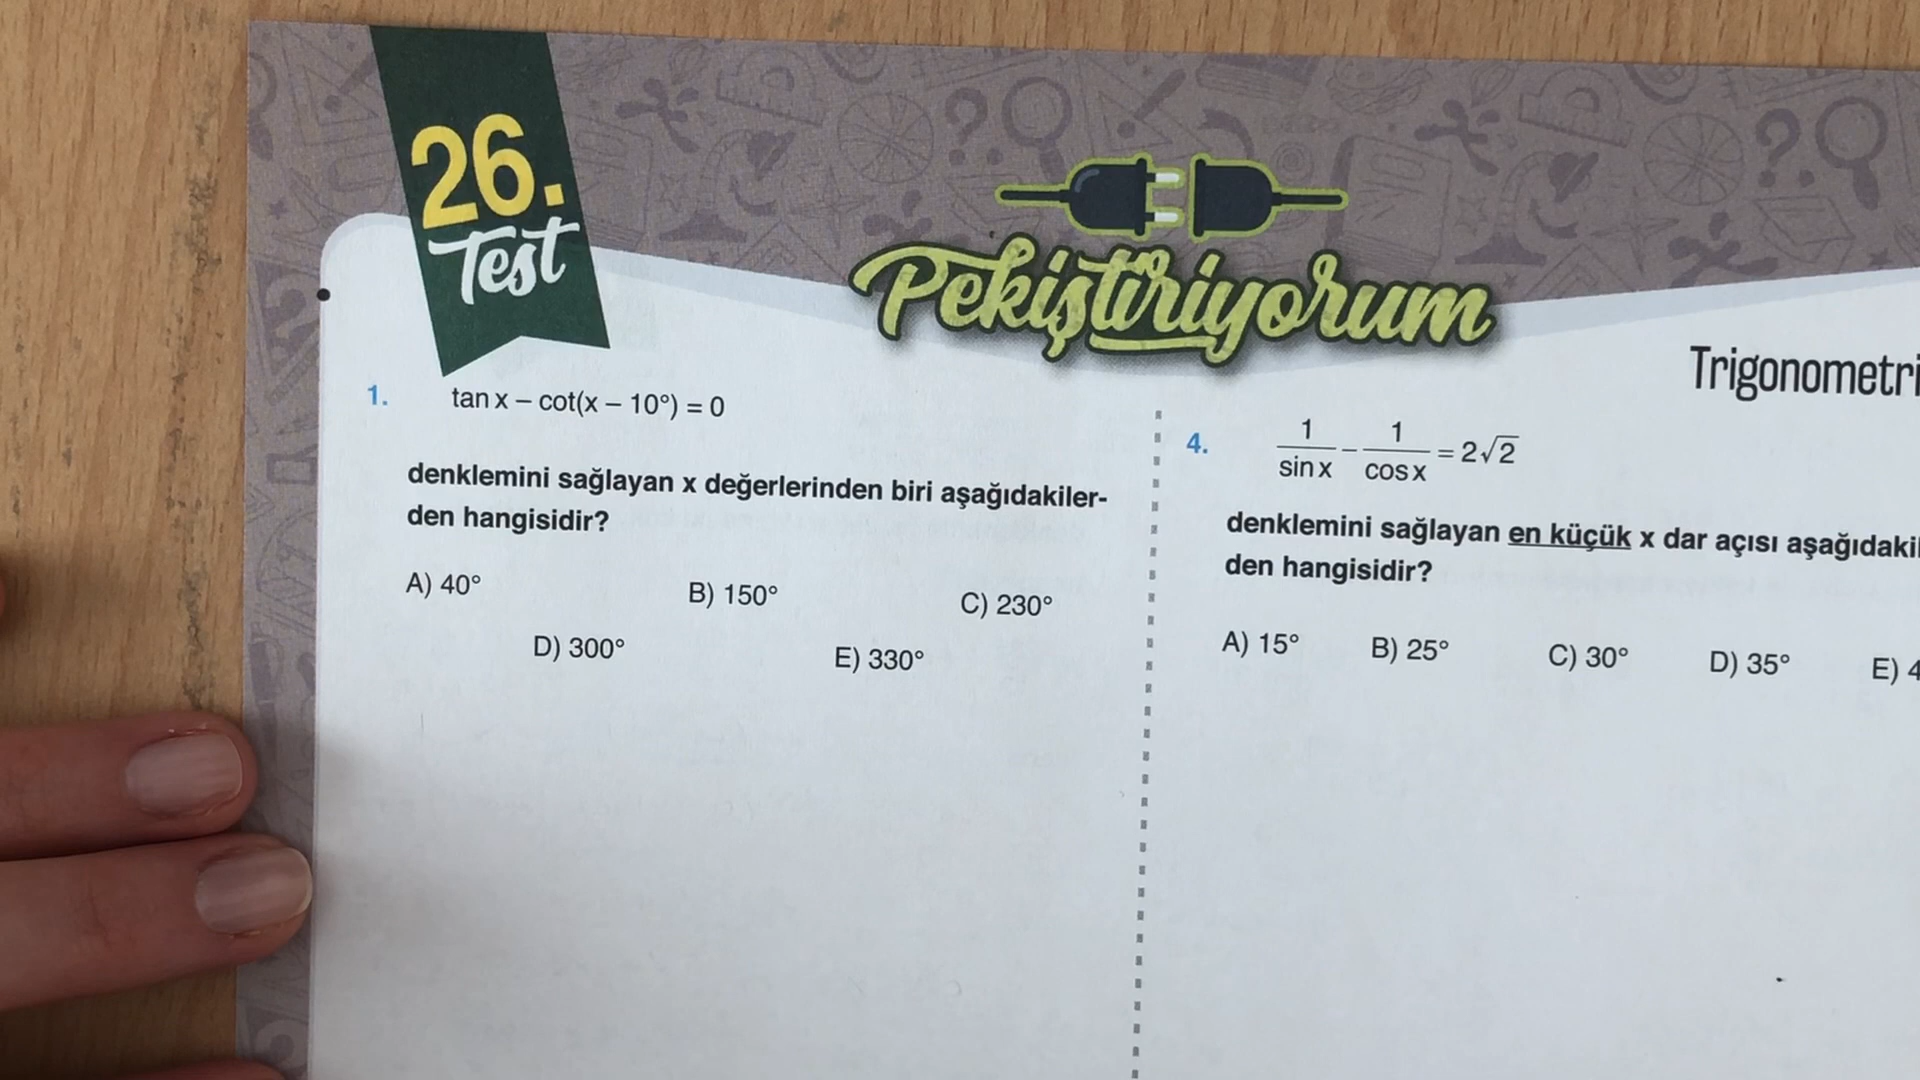 26.
Test
Pekiştiriyorum
Trigonometri
1. tan x – cot(x – 10°) = 0
denklemini sağlayan x değerlerinden biri aşağıdakiler-
den hangisidir?
A) 40° B) 150° C) 230°
D) 300° E) 330°
4. 1/sin x – 1/cos x = 2√2
denklemini sağlayan en küçük x dar açısı aşağıdakil
den hangisidir?
A) 15° B) 25° C) 30° D) 35° E) 4